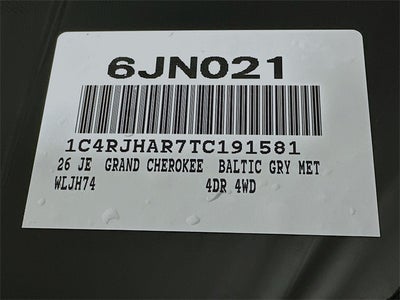 6JN021
1C4RJHAR7TC191581
26 JE GRAND CHEROKEE BALTIC GRY MET
WLJH74 4DR 4WD